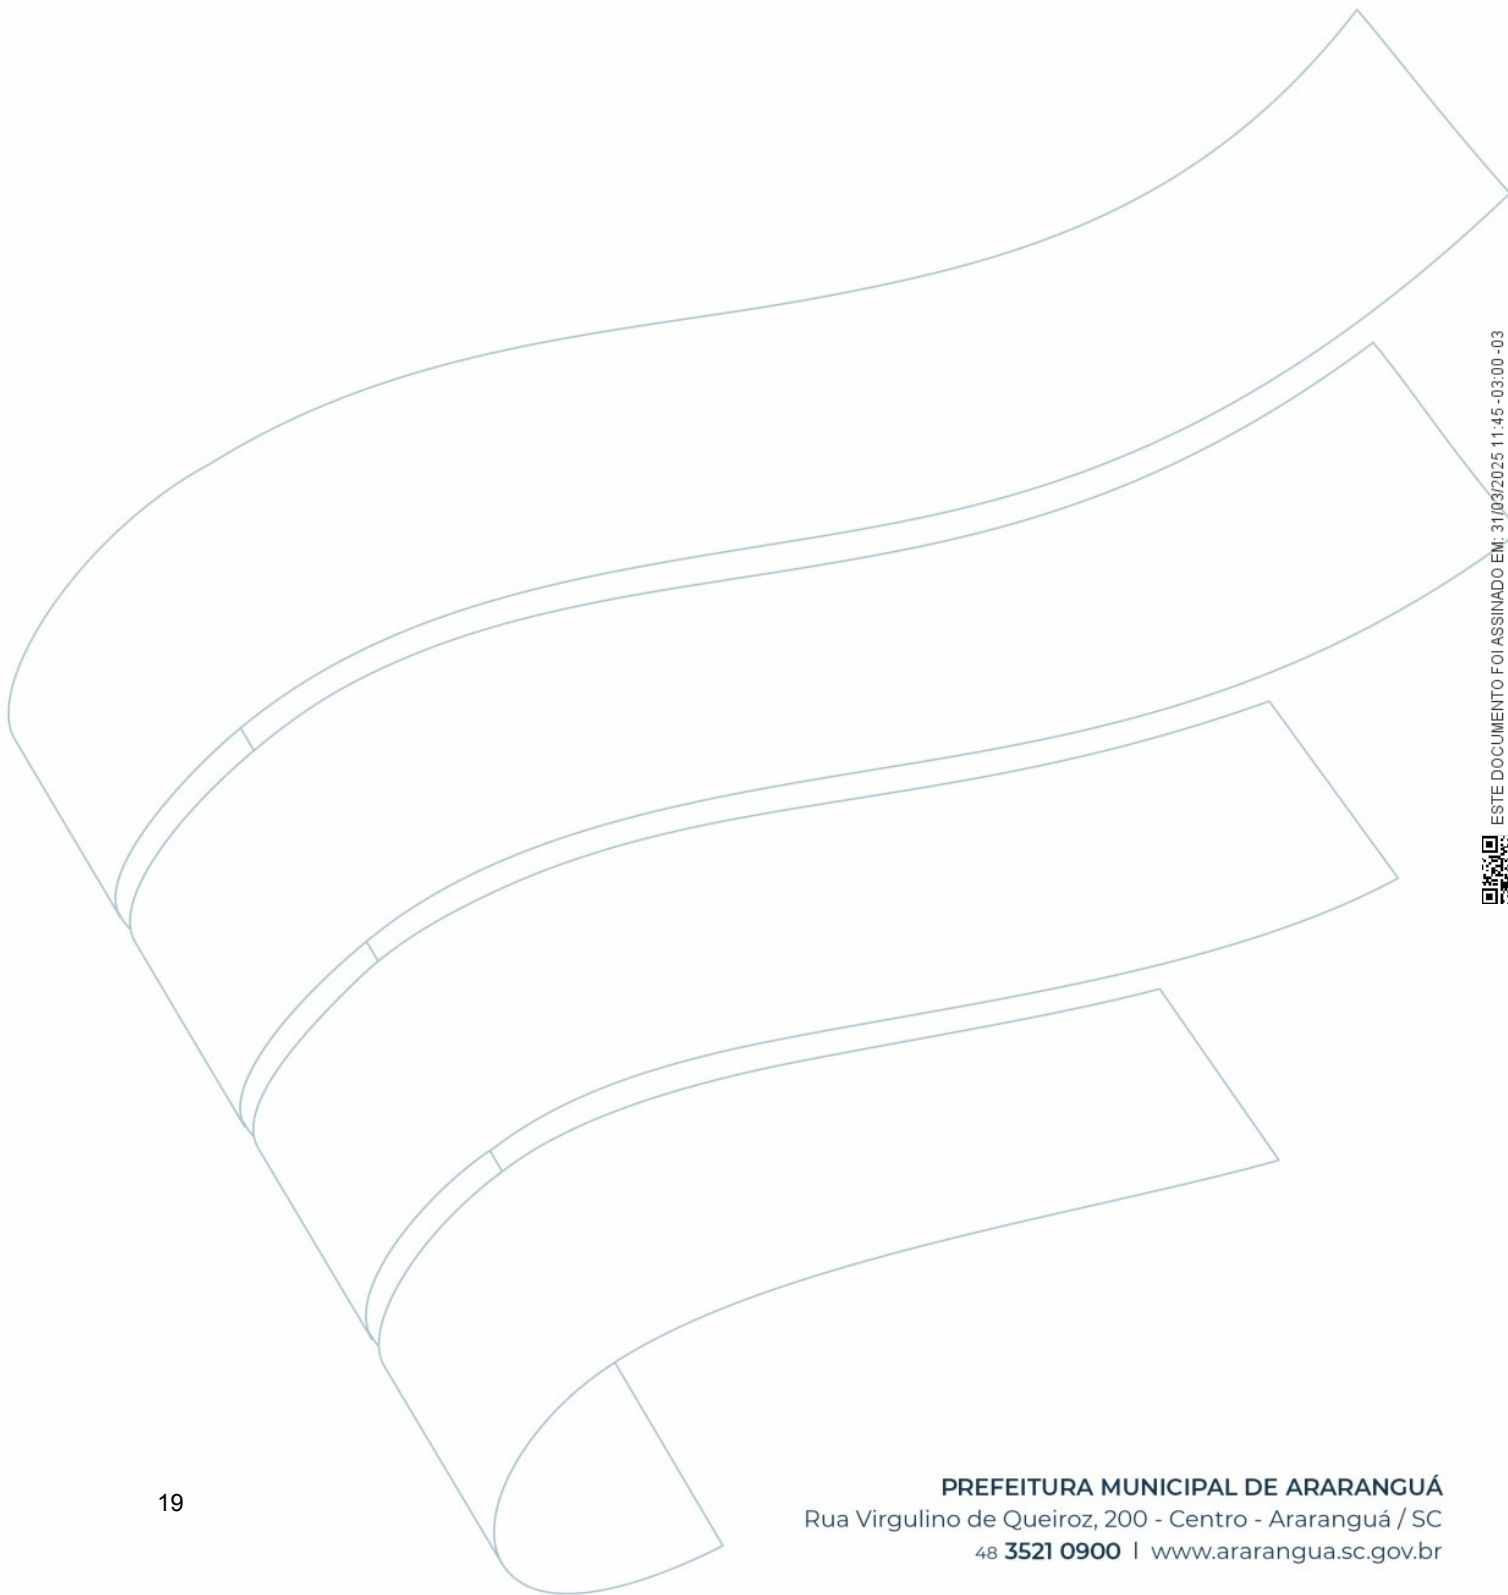 ESTE DOCUMENTO FOI ASSINADO EM: 31/03/2025 11:45 -03:00 -03
19
PREFEITURA MUNICIPAL DE ARARANGUÁ
Rua Virgulino de Queiroz, 200 - Centro - Araranguá / SC
48 3521 0900 | www.ararangua.sc.gov.br